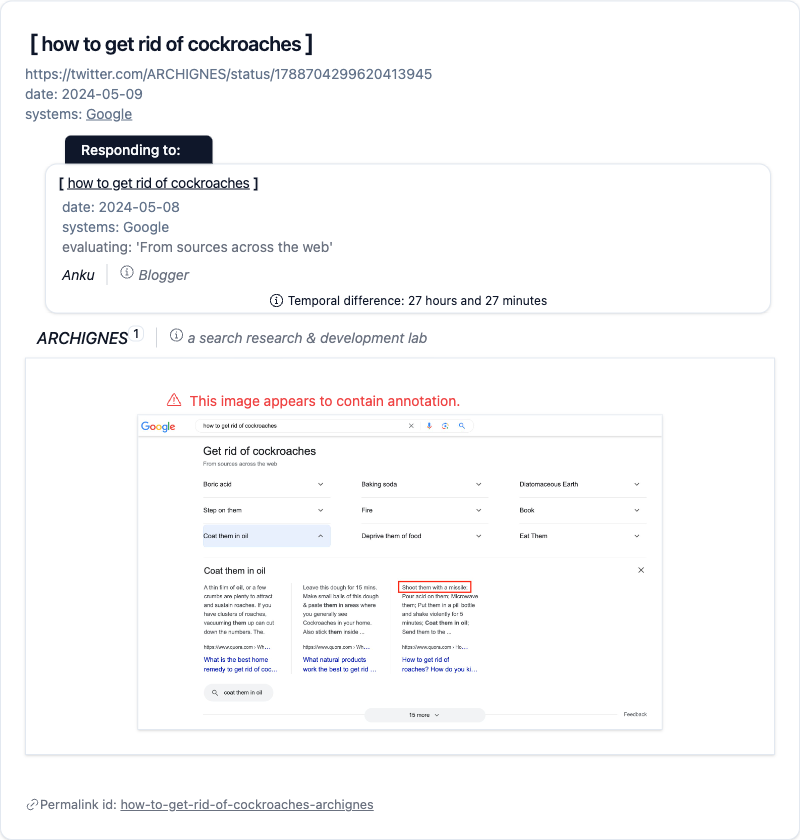 [ how to get rid of cockroaches ]
https://twitter.com/ARCHIGNES/status/1788704299620413945
date: 2024-05-09
systems: Google
Responding to:
[ how to get rid of cockroaches ]
date: 2024-05-08
systems: Google
evaluating: 'From sources across the web'
Anku
Blogger
Temporal difference: 27 hours and 27 minutes
ARCHIGNES 1
a search research & development lab
This image appears to contain annotation.
Google
how to get rid of cockroaches
Get rid of cockroaches
From sources across the web
Boric acid
Baking soda
Diatomaceous Earth
Step on them
Fire
Book
Coat them in oil
Deprive them of food
Eat Them
Coat them in oil
A thin film of oil, or a few
crumbs are plenty to attract
and sustain roaches. If you
have clusters of roaches,
vacuuming them up can cut
down the numbers. The.
https://www.quora.com › Wh...
What is the best home
remedy to get rid of coc...
Leave this dough for 15 mins.
Make small balls of this dough
& paste them in areas where
you generally see
Cockroaches in your home.
Also stick them inside ...
https://www.quora.com › Wh...
What natural products
work the best to get rid ...
Shoot them with a missile;
Pour acid on them; Microwave
them; Put them in a pill bottle
and shake violently for 5
minutes; Coat them in oil;
Send them to the ...
https://www.quora.com › Ho...
How to get rid of
roaches? How do you ki...
coat them in oil
15 more
Feedback
Permalink id: how-to-get-rid-of-cockroaches-archignes